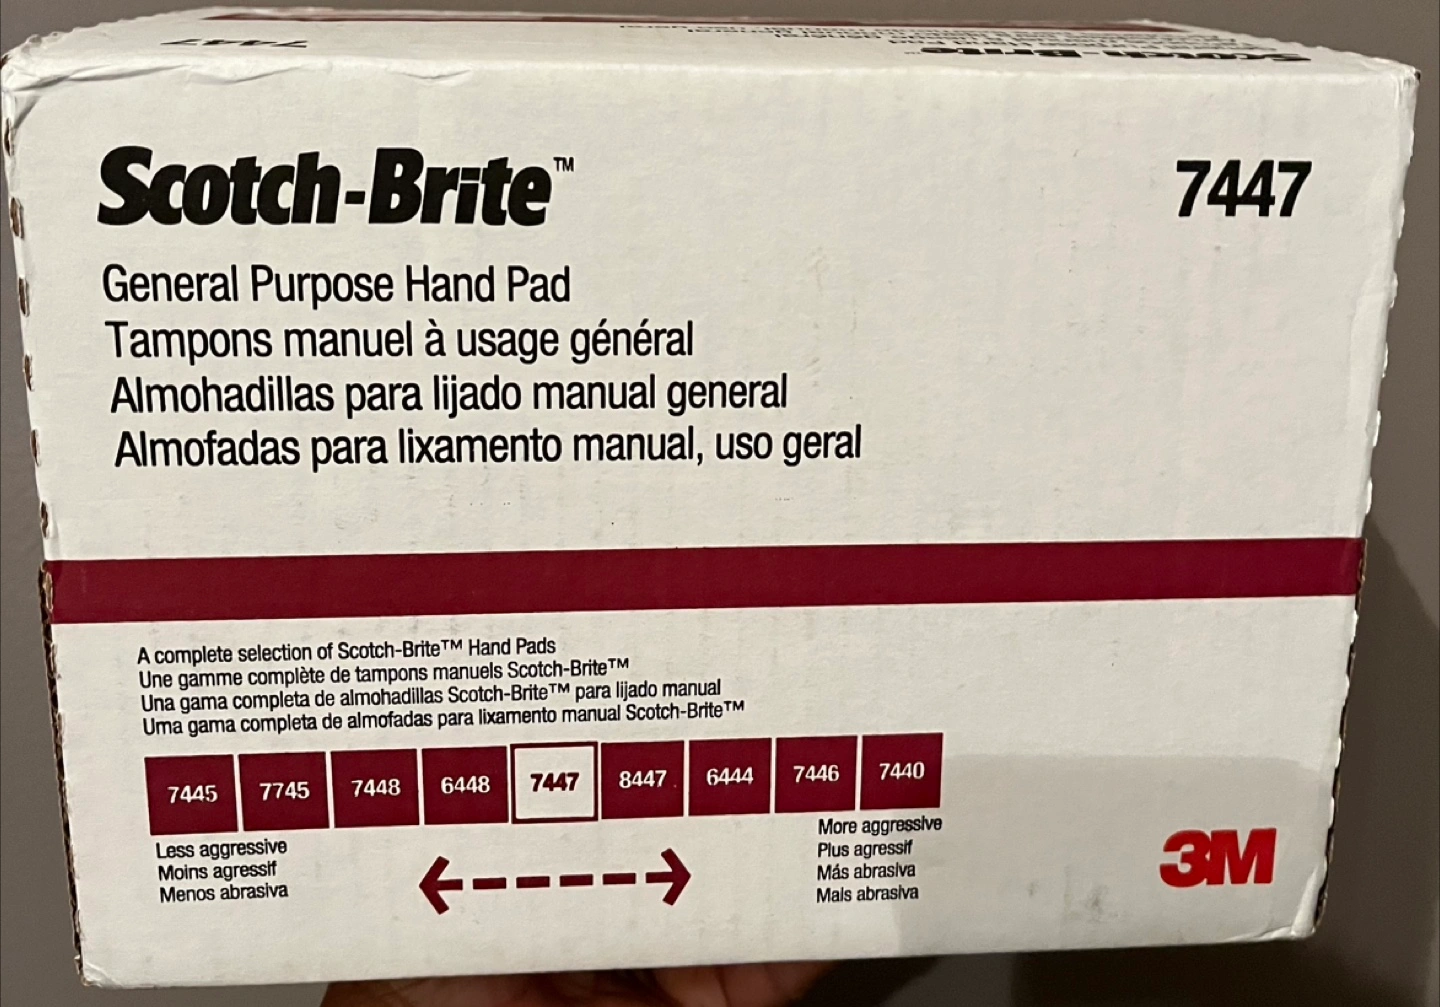 7447
Scotch-Brite™
Scotch-Brite™
7447
General Purpose Hand Pad
Tampons manuel à usage général
Almohadillas para lijado manual general
Almofadas para lixamento manual, uso geral
A complete selection of Scotch-Brite™ Hand Pads
Une gamme complète de tampons manuels Scotch-Brite™
Una gama completa de almohadillas Scotch-Brite™ para lijado manual
Uma gama completa de almofadas para lixamento manual Scotch-Brite™
7445 7745 7448 6448 7447 8447 6444 7446 7440
Less aggressive
Moins agressif
Menos abrasiva
More aggressive
Plus agressif
Más abrasiva
Mais abrasiva
3M